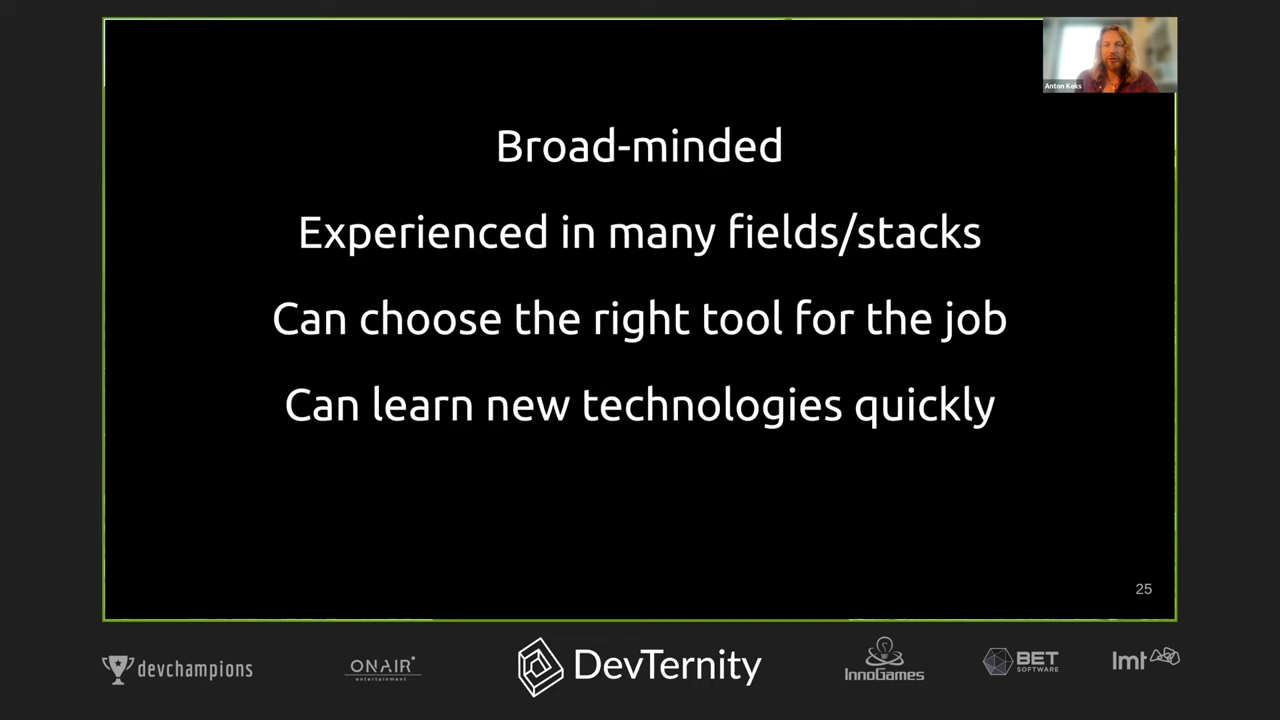 Anton Keks
Broad-minded
Experienced in many fields/stacks
Can choose the right tool for the job
Can learn new technologies quickly
25
devchampions
ONAIR
entertainment
DevTernity
InnoGames
BET
SOFTWARE
lmt